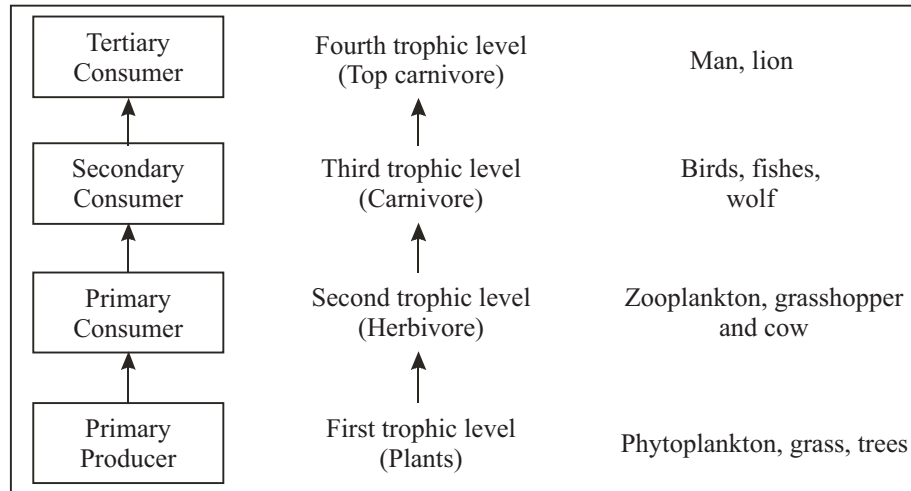 Tertiary
Consumer
Fourth trophic level
(Top carnivore)
Man, lion
Secondary
Consumer
Third trophic level
(Carnivore)
Birds, fishes,
wolf
Primary
Consumer
Second trophic level
(Herbivore)
Zooplankton, grasshopper
and cow
Primary
Producer
First trophic level
(Plants)
Phytoplankton, grass, trees